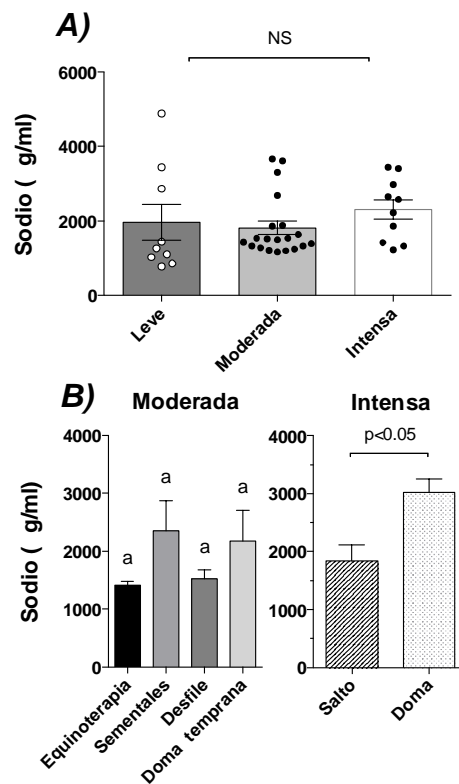 A)
NS
Sodio ( g/ml)
6000
4000
2000
0
Leve
Moderada
Intensa
B)
Moderada
Intensa
Sodio ( g/ml)
4000
3000
2000
1000
0
a
a
a
a
Equinoterapia
Sementales
Desfile
Doma temprana
p<0.05
4000
3000
2000
1000
0
Salto
Doma